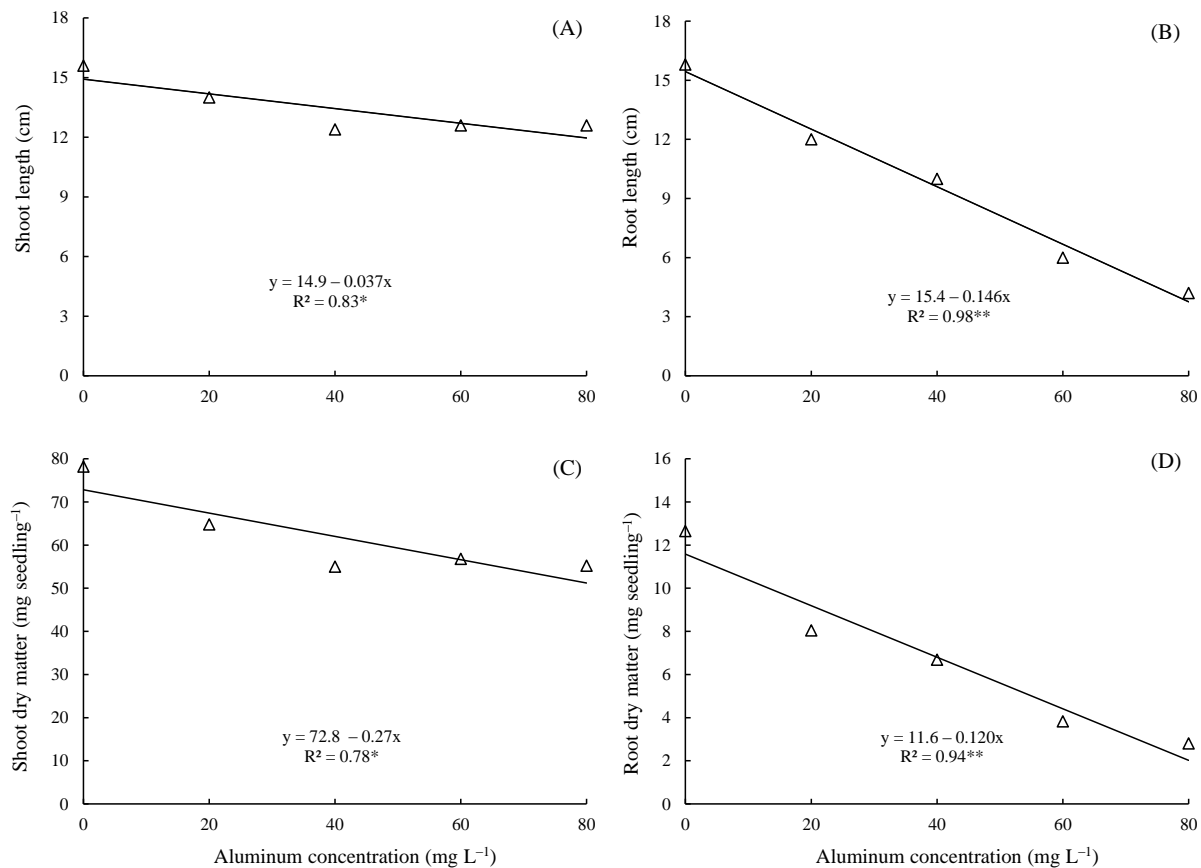 (A)
Shoot length (cm)
18
15
12
9
6
3
0
y = 14.9 – 0.037x
R² = 0.83*
0 20 40 60 80
(B)
Root length (cm)
18
15
12
9
6
3
0
y = 15.4 – 0.146x
R² = 0.98**
0 20 40 60 80
(C)
Shoot dry matter (mg seedling⁻¹)
80
70
60
50
40
30
20
10
0
y = 72.8 – 0.27x
R² = 0.78*
0 20 40 60 80
Aluminum concentration (mg L⁻¹)
(D)
Root dry matter (mg seedling⁻¹)
16
14
12
10
8
6
4
2
0
y = 11.6 – 0.120x
R² = 0.94**
0 20 40 60 80
Aluminum concentration (mg L⁻¹)